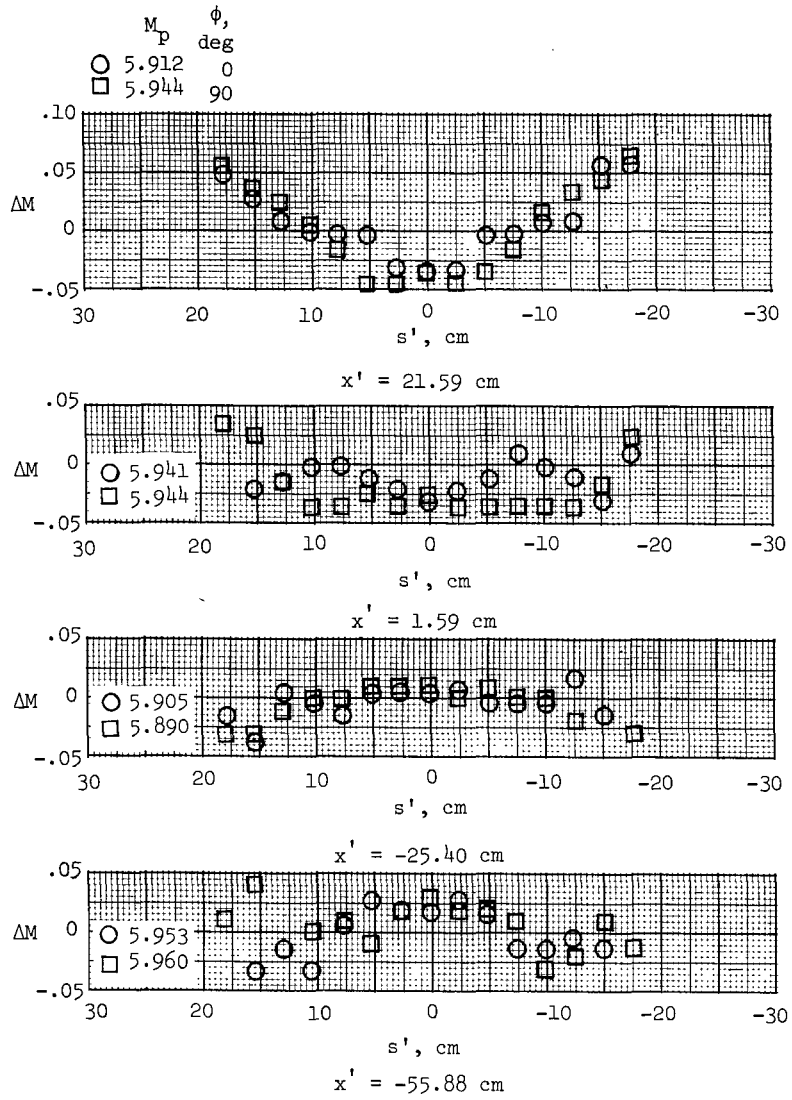 M_p ϕ, deg
○ 5.912 0
□ 5.944 90
.10
.05
ΔM
0
-.05
30 20 10 0 -10 -20 -30
s', cm
x' = 21.59 cm
.05
ΔM 0
-.05
○ 5.941
□ 5.944
30 20 10 0 -10 -20 -30
s', cm
x' = 1.59 cm
.05
ΔM 0
-.05
○ 5.905
□ 5.890
30 20 10 0 -10 -20 -30
s', cm
x' = -25.40 cm
.05
ΔM 0
-.05
○ 5.953
□ 5.960
30 20 10 0 -10 -20 -30
s', cm
x' = -55.88 cm